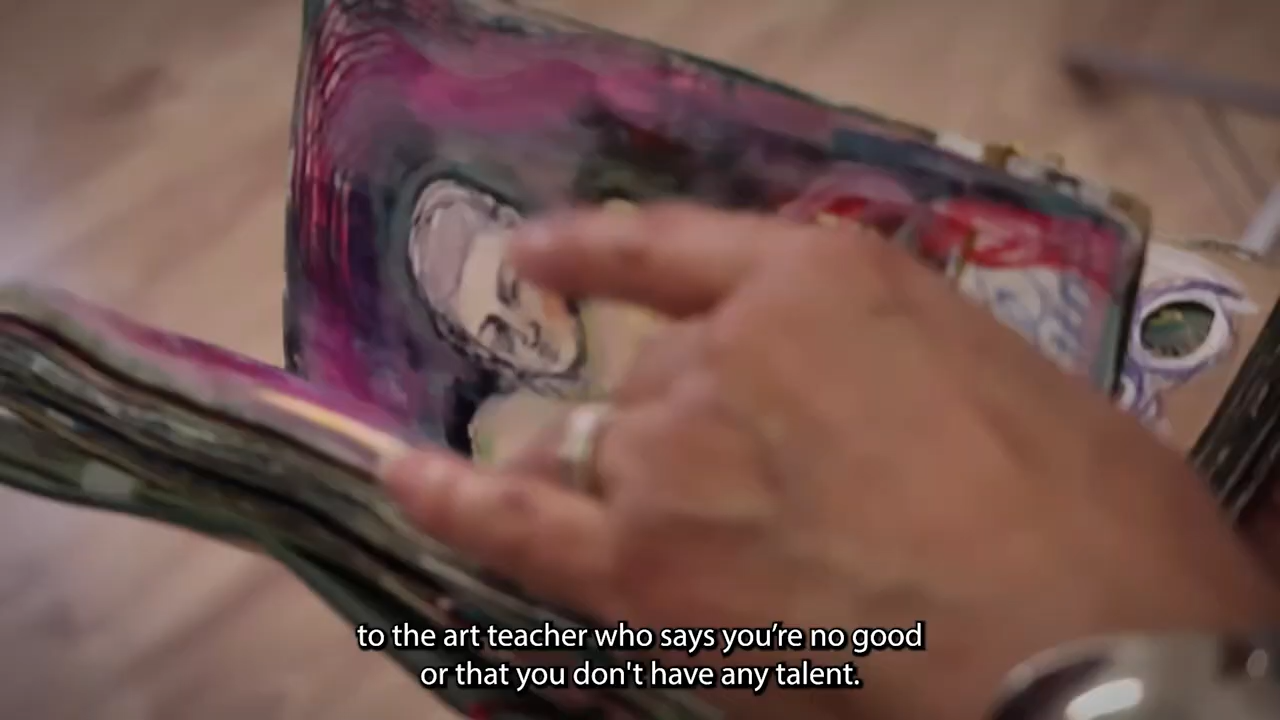 to the art teacher who says you’re no good
or that you don't have any talent.